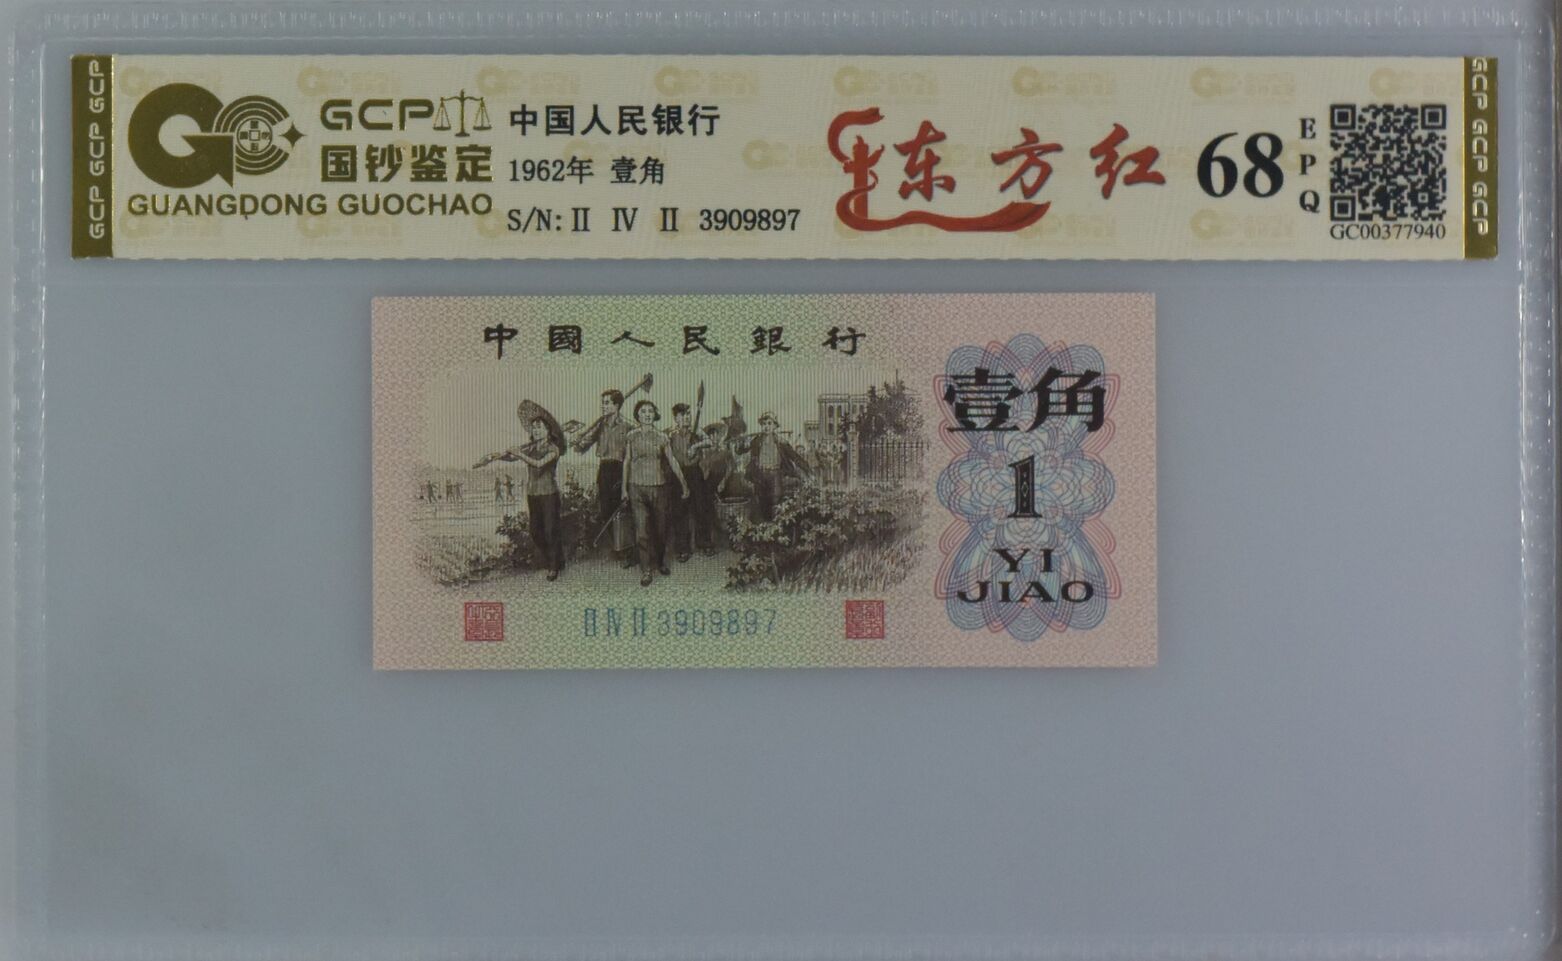 GCP GCP GCP
GCP
国钞鉴定
GUANGDONG GUOCHAO
中国人民银行
1962年 壹角
S/N: II IV II 3909897
东方红
68
EPQ
GC00377940
GCP GCP GCP
中國人民銀行
壹角
1
YI
JIAO
II IV II 3909897